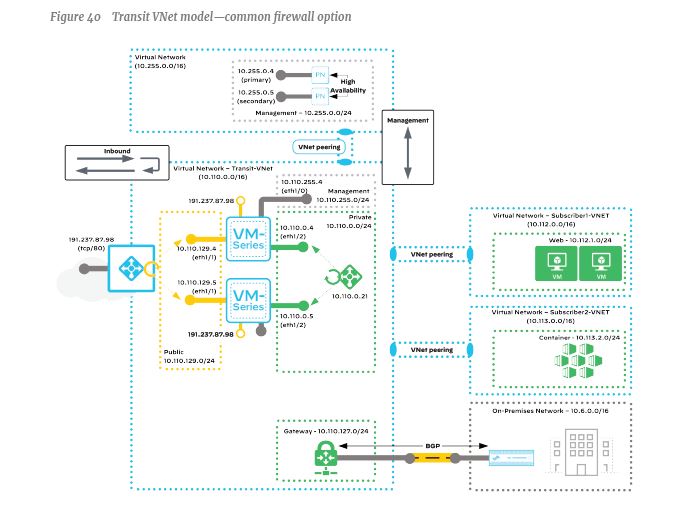 Figure 40 Transit VNet model—common firewall option
Virtual Network
(10.255.0.0/16)
10.255.0.4
(primary)
PN
High
Availability
10.255.0.5
(secondary)
PN
Management – 10.255.0.0/24
Management
VNet peering
Inbound
Virtual Network – Transit-VNet
(10.110.0.0/16)
10.110.255.4
(eth1/0)
Management
10.110.255.0/24
191.237.87.98
Private
10.110.0.0/24
10.110.0.4
(eth1/2)
VM-
Series
10.110.129.4
(eth1/1)
191.237.87.98
(tcp/80)
10.110.129.5
(eth1/1)
VM-
Series
10.110.0.21
10.110.0.5
(eth1/2)
191.237.87.98
Public
10.110.129.0/24
VNet peering
Virtual Network – Subscriber1-VNET
(10.112.0.0/16)
Web - 10.112.1.0/24
VM
VM
VNet peering
Virtual Network – Subscriber2-VNET
(10.113.0.0/16)
Container - 10.113.2.0/24
On-Premises Network – 10.6.0.0/16
Gateway - 10.110.127.0/24
BGP